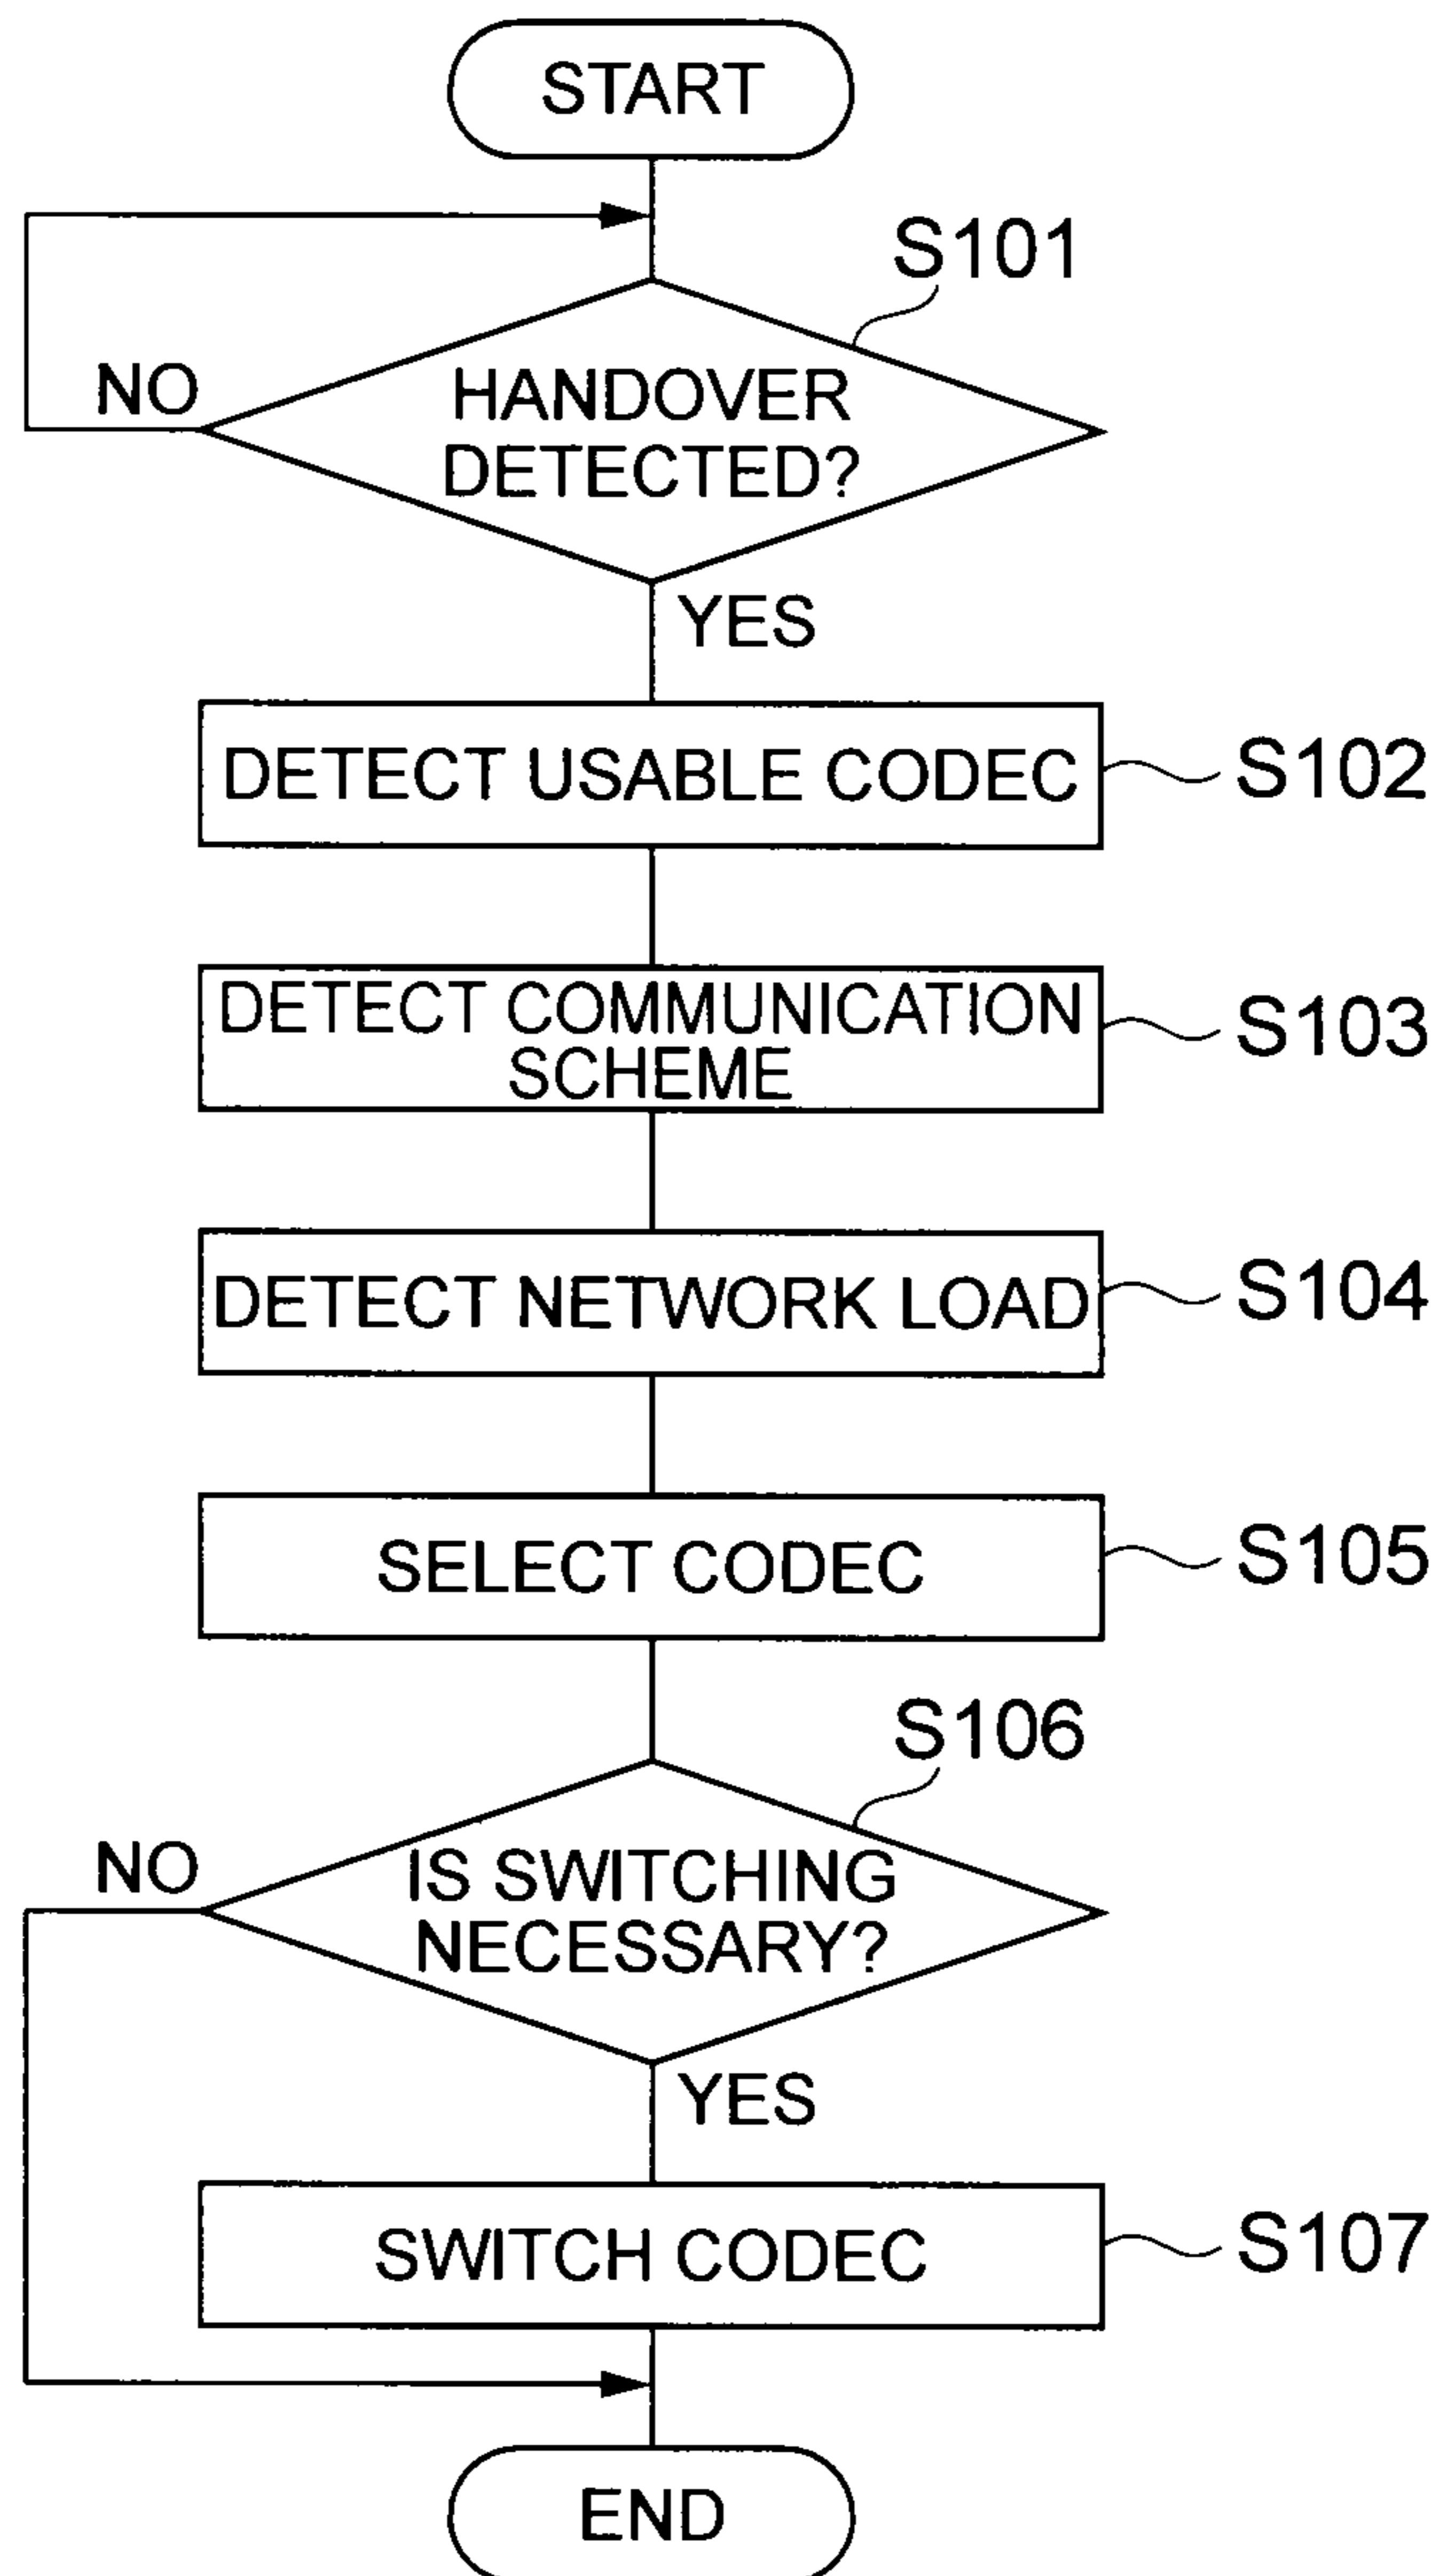 START
S101
NO
HANDOVER
DETECTED?
YES
DETECT USABLE CODEC
S102
DETECT COMMUNICATION
SCHEME
S103
DETECT NETWORK LOAD
S104
SELECT CODEC
S105
S106
NO
IS SWITCHING
NECESSARY?
YES
SWITCH CODEC
S107
END